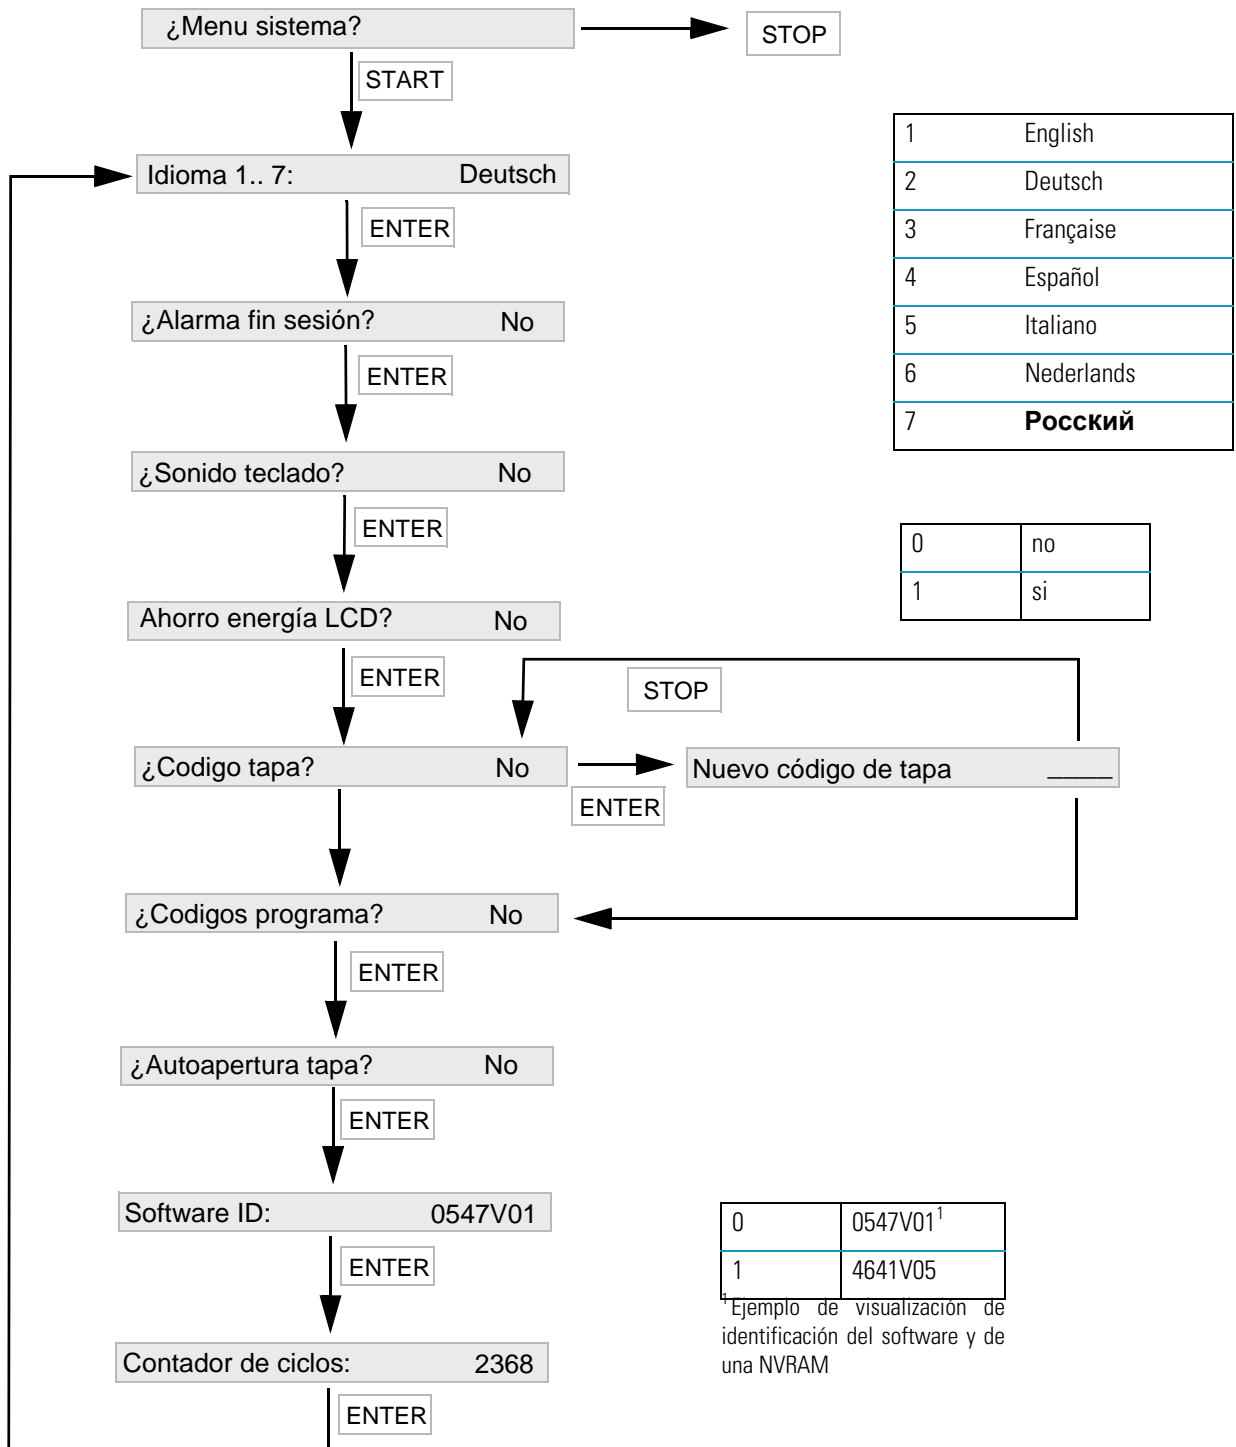 ¿Menu sistema?
STOP
START
1 English
Idioma 1.. 7: Deutsch
2 Deutsch
ENTER
3 Française
4 Español
¿Alarma fin sesión? No
5 Italiano
ENTER
6 Nederlands
7 Росский
¿Sonido teclado? No
ENTER
0 no
1 si
Ahorro energía LCD? No
ENTER
STOP
¿Codigo tapa? No
Nuevo código de tapa ____
ENTER
¿Codigos programa? No
ENTER
¿Autoapertura tapa? No
ENTER
Software ID: 0547V01
0 0547V01¹
ENTER
1 4641V05
¹Ejemplo de visualización de
identificación del software y de
una NVRAM
Contador de ciclos: 2368
ENTER